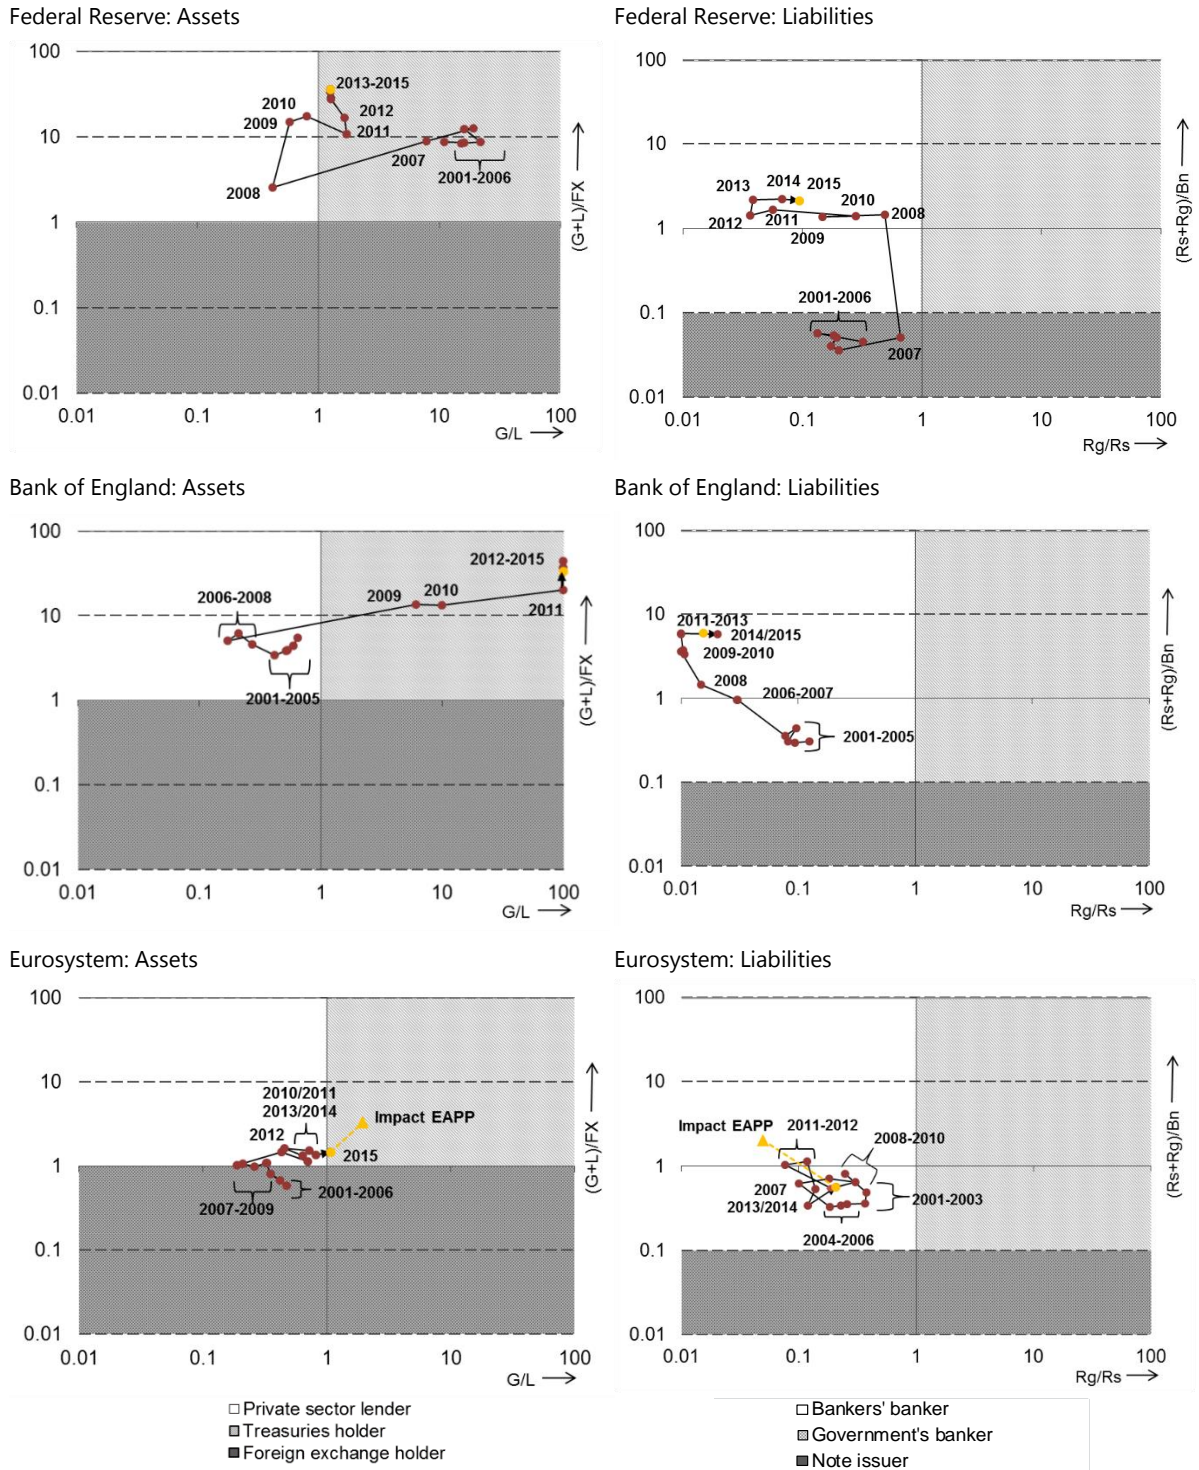 Federal Reserve: Assets
100
10
1
0.1
0.01
0.01 0.1 1 10 100
G/L
(G+L)/FX
2013-2015
2010
2009
2012
2011
2007
2008
2001-2006
Federal Reserve: Liabilities
100
10
1
0.1
0.01
0.01 0.1 1 10 100
Rg/Rs
(Rs+Rg)/Bn
2013
2014
2015
2010
2008
2012
2011
2009
2001-2006
2007
Bank of England: Assets
100
10
1
0.1
0.01
0.01 0.1 1 10 100
G/L
(G+L)/FX
2012-2015
2006-2008
2009
2010
2011
2001-2005
Bank of England: Liabilities
100
10
1
0.1
0.01
0.01 0.1 1 10 100
Rg/Rs
(Rs+Rg)/Bn
2011-2013
2014/2015
2009-2010
2008
2006-2007
2001-2005
Eurosystem: Assets
100
10
1
0.1
0.01
0.01 0.1 1 10 100
G/L
(G+L)/FX
2010/2011
2013/2014
2012
Impact EAPP
2015
2001-2006
2007-2009
Eurosystem: Liabilities
100
10
1
0.1
0.01
0.01 0.1 1 10 100
Rg/Rs
(Rs+Rg)/Bn
Impact EAPP
2011-2012
2008-2010
2007
2013/2014
2001-2003
2004-2006
Private sector lender
Treasuries holder
Foreign exchange holder
Bankers' banker
Government's banker
Note issuer